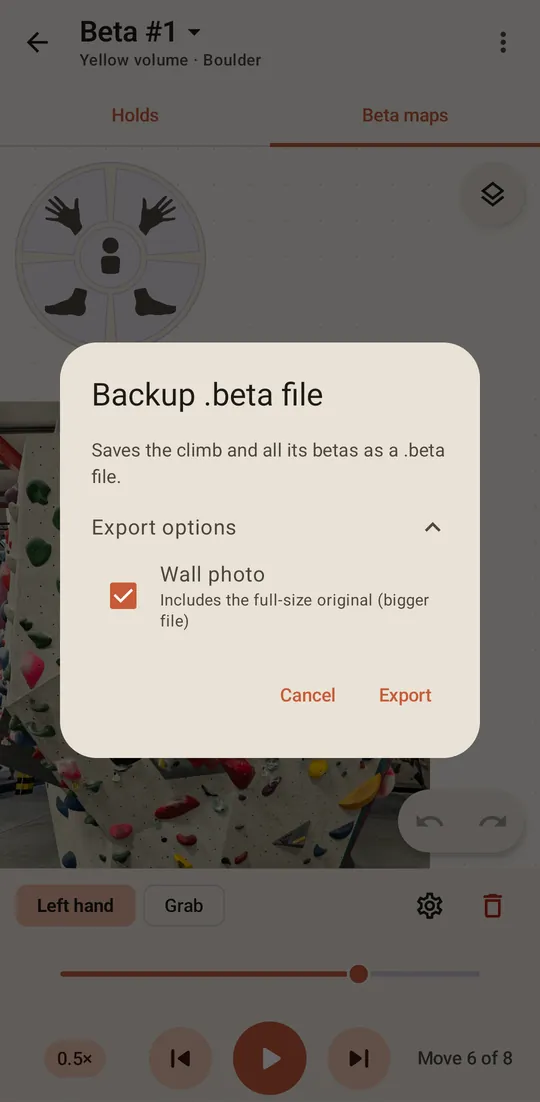 Beta #1
Yellow volume · Boulder
Holds
Beta maps
Backup .beta file
Saves the climb and all its betas as a .beta
file.
Export options
Wall photo
Includes the full-size original (bigger
file)
Cancel
Export
Left hand
Grab
0.5×
Move 6 of 8